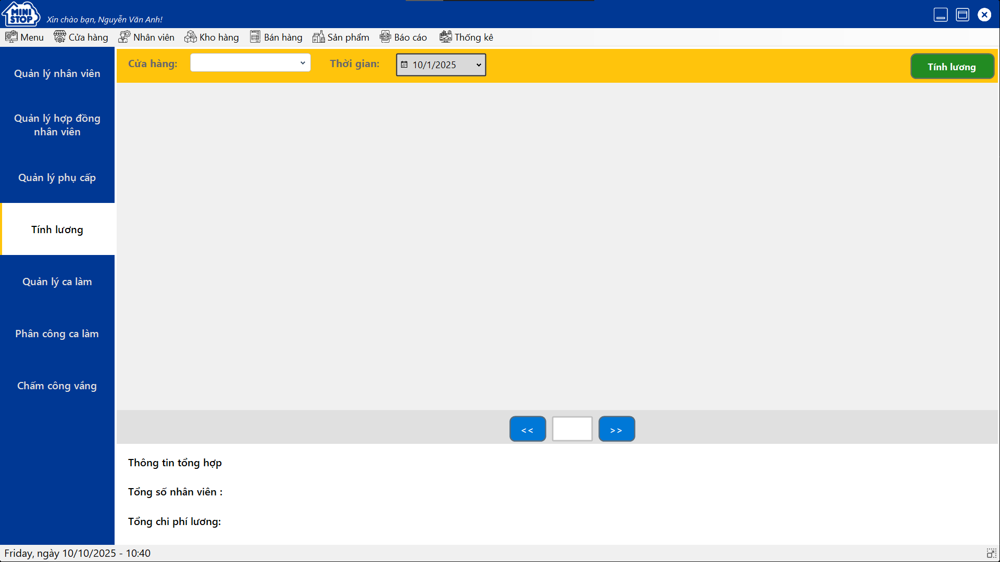 MINI
STOP
Xin chào bạn, Nguyễn Văn Anh!
Menu Cửa hàng Nhân viên Kho hàng Bán hàng Sản phẩm Báo cáo Thống kê
Cửa hàng: Thời gian: 10/1/2025 Tính lương
Quản lý nhân viên
Quản lý hợp đồng
nhân viên
Quản lý phụ cấp
Tính lương
Quản lý ca làm
Phân công ca làm
Chấm công vắng
<< >>
Thông tin tổng hợp
Tổng số nhân viên :
Tổng chi phí lương:
Friday, ngày 10/10/2025 - 10:40